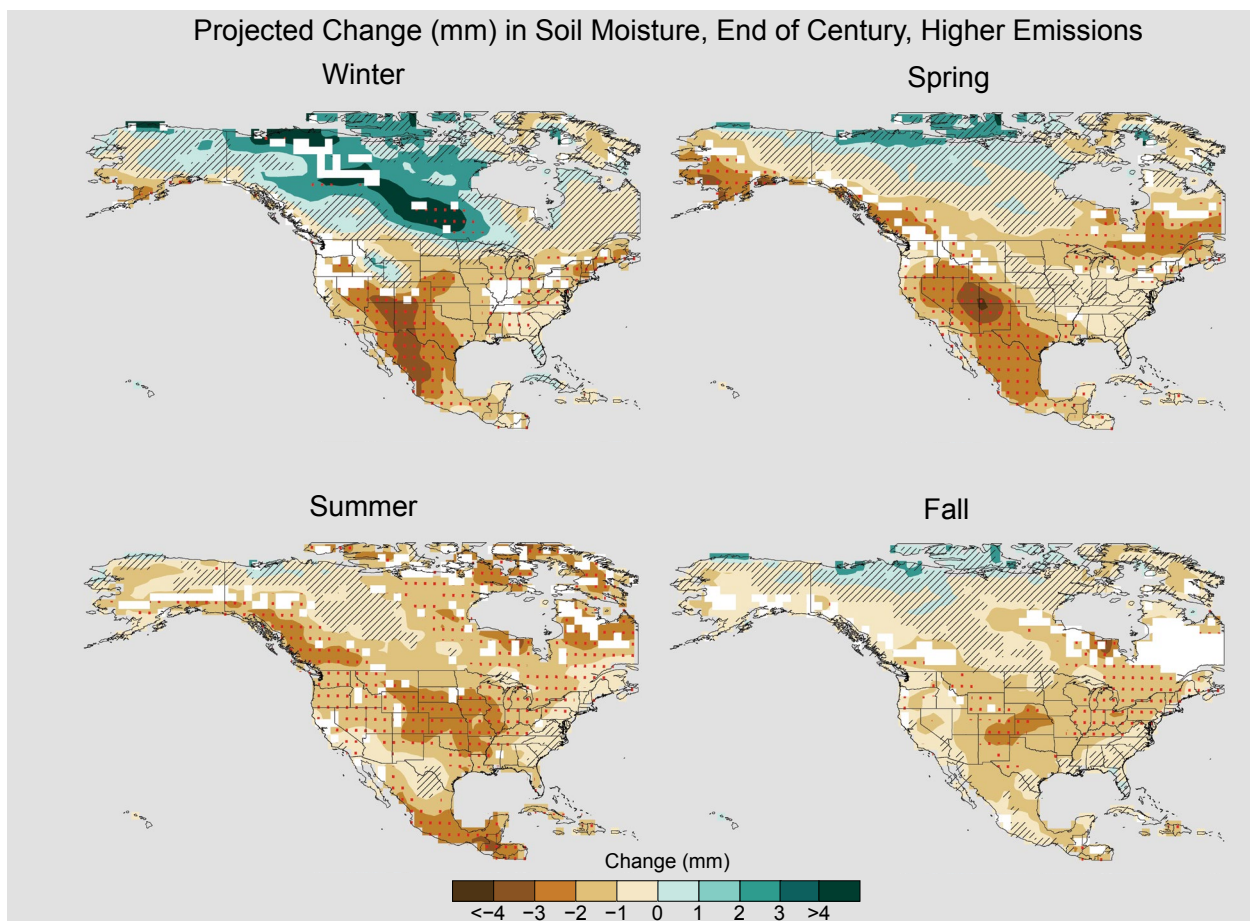 Projected Change (mm) in Soil Moisture, End of Century, Higher Emissions
Winter
Spring
Summer
Fall
Change (mm)
<−4 −3 −2 −1 0 1 2 3 >4